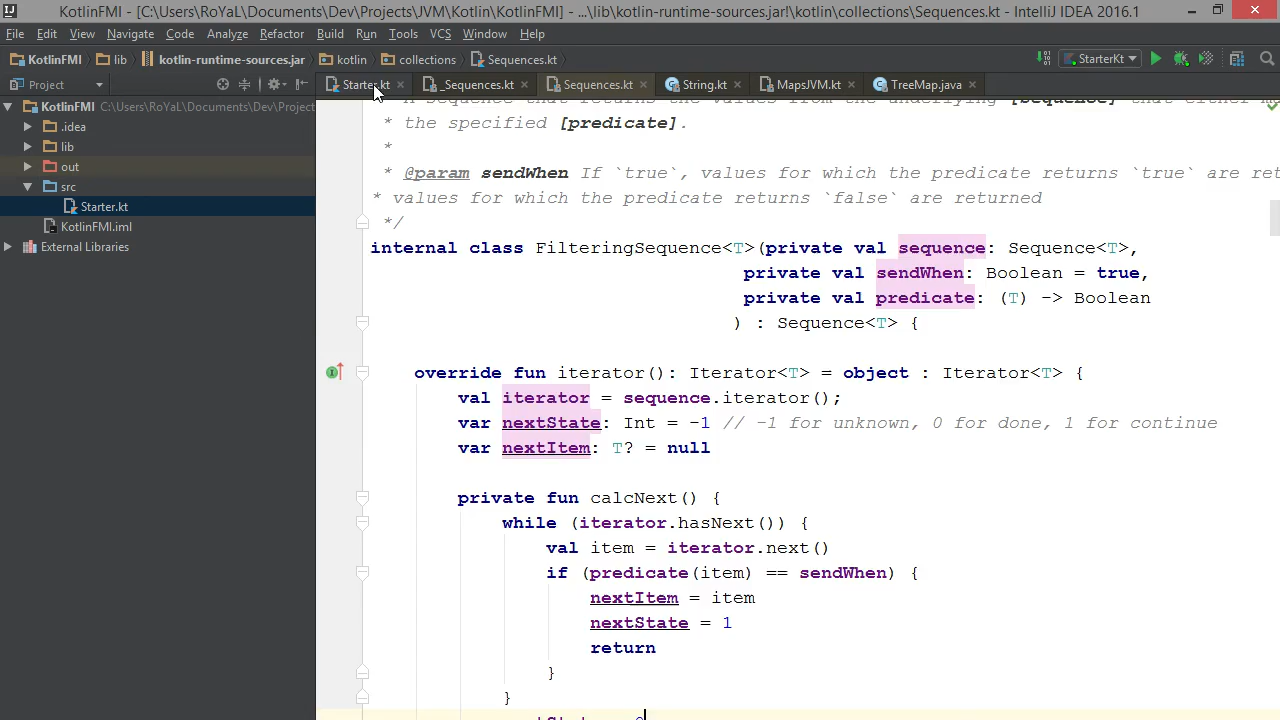 KotlinFMI - [C:\Users\RoYaL\Documents\Dev\Projects\JVM\Kotlin\KotlinFMI] - ...\lib\kotlin-runtime-sources.jar!\kotlin\collections\Sequences.kt - IntelliJ IDEA 2016.1
File Edit View Navigate Code Analyze Refactor Build Run Tools VCS Window Help
KotlinFMI lib kotlin-runtime-sources.jar kotlin collections Sequences.kt StarterKt
Project Starter.kt _Sequences.kt Sequences.kt String.kt MapsJVM.kt TreeMap.java
KotlinFMI C:\Users\RoYaL\Documents\Dev\Project
.idea
lib
out
src
Starter.kt
KotlinFMI.iml
External Libraries
* the specified [predicate].
*
* @param sendWhen If `true`, values for which the predicate returns `true` are ret
* values for which the predicate returns `false` are returned
*/
internal class FilteringSequence<T>(private val sequence: Sequence<T>,
private val sendWhen: Boolean = true,
private val predicate: (T) -> Boolean
) : Sequence<T> {
override fun iterator(): Iterator<T> = object : Iterator<T> {
val iterator = sequence.iterator();
var nextState: Int = -1 // -1 for unknown, 0 for done, 1 for continue
var nextItem: T? = null
private fun calcNext() {
while (iterator.hasNext()) {
val item = iterator.next()
if (predicate(item) == sendWhen) {
nextItem = item
nextState = 1
return
}
}